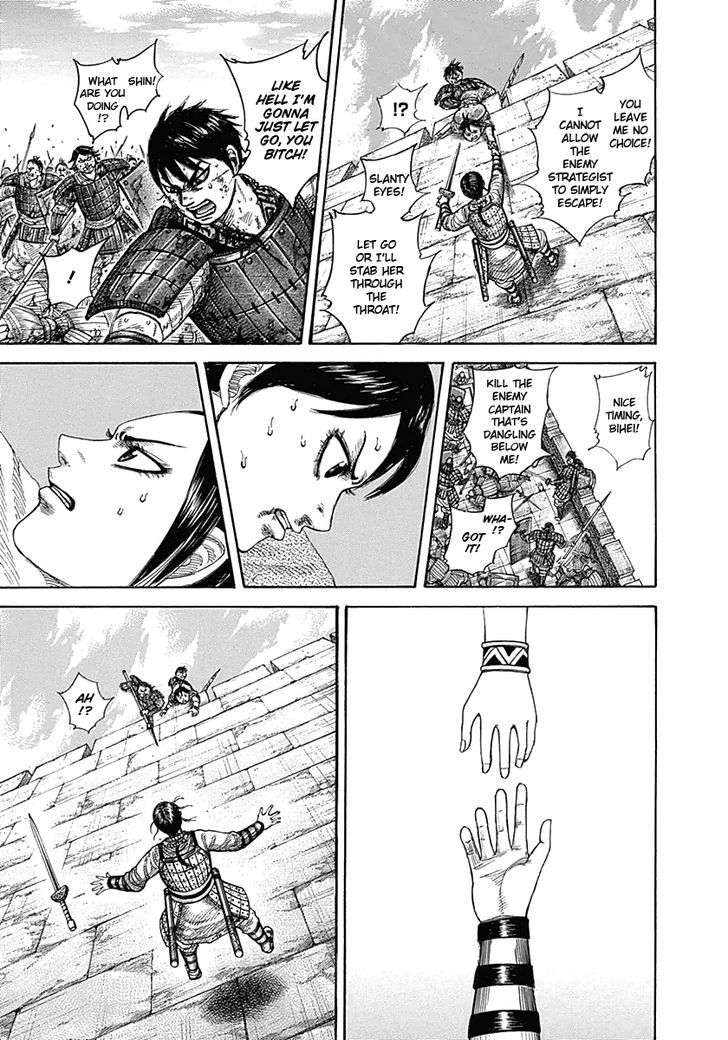 YOU
LEAVE
ME NO
CHOICE!
I
CANNOT
ALLOW
THE
ENEMY
STRATEGIST
TO SIMPLY
ESCAPE!
!?
SLANTY
EYES!
LET GO
OR I'LL
STAB HER
THROUGH
THE
THROAT!
LIKE
HELL I'M
GONNA
JUST LET
GO, YOU
BITCH!
SHIN!
WHAT
ARE YOU
DOING
!?
!
NICE
TIMING,
BIHEI!
KILL THE
ENEMY
CAPTAIN
THAT'S
DANGLING
BELOW
ME!
WHA-
!?
GOT
IT!
AH
!?